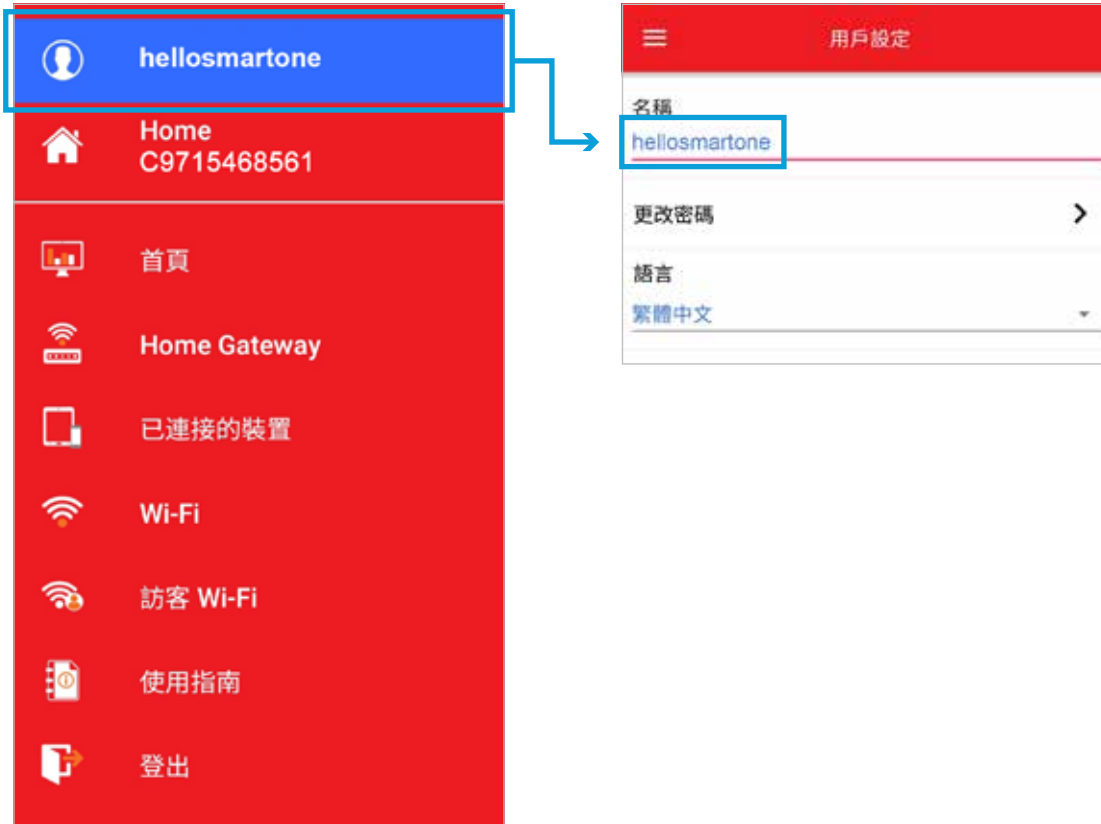 hellosmartone
Home
C9715468561
首頁
Home Gateway
已連接的裝置
Wi-Fi
訪客 Wi-Fi
使用指南
登出
用戶設定
名稱
hellosmartone
更改密碼
語言
繁體中文